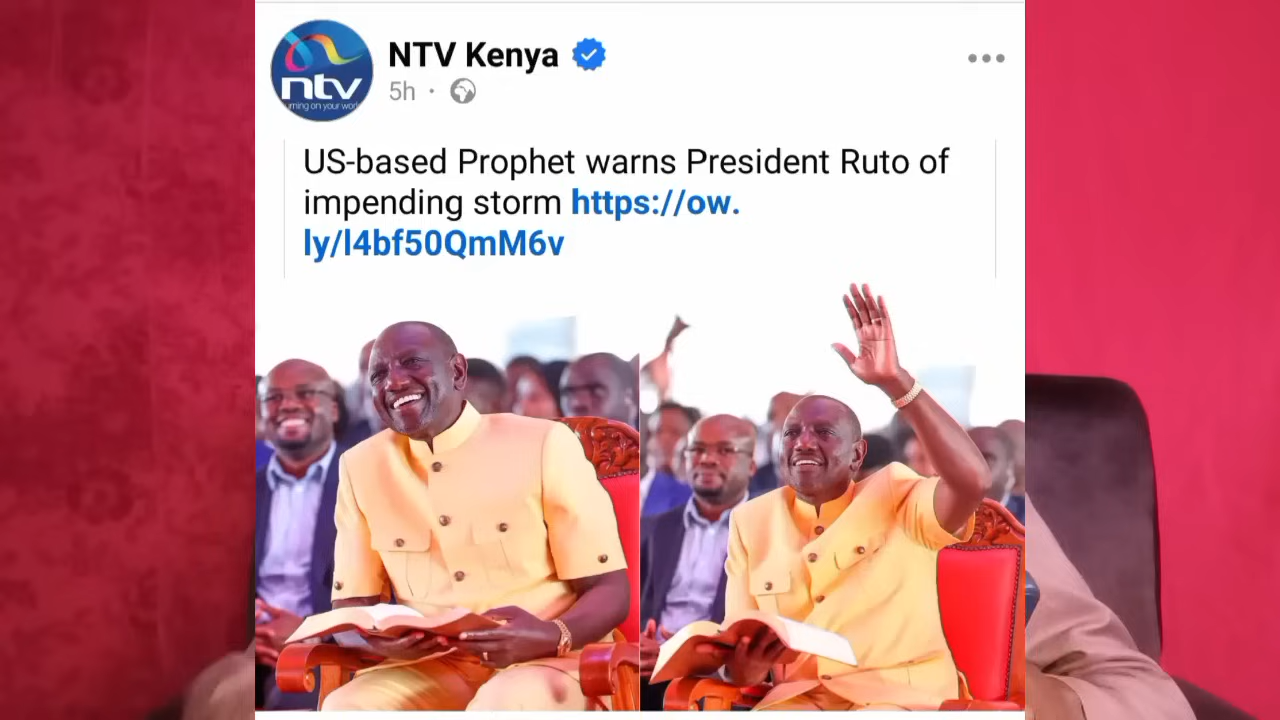 NTV Kenya
5h ·
ntv
US-based Prophet warns President Ruto of
impending storm https://ow.
ly/l4bf50QmM6v